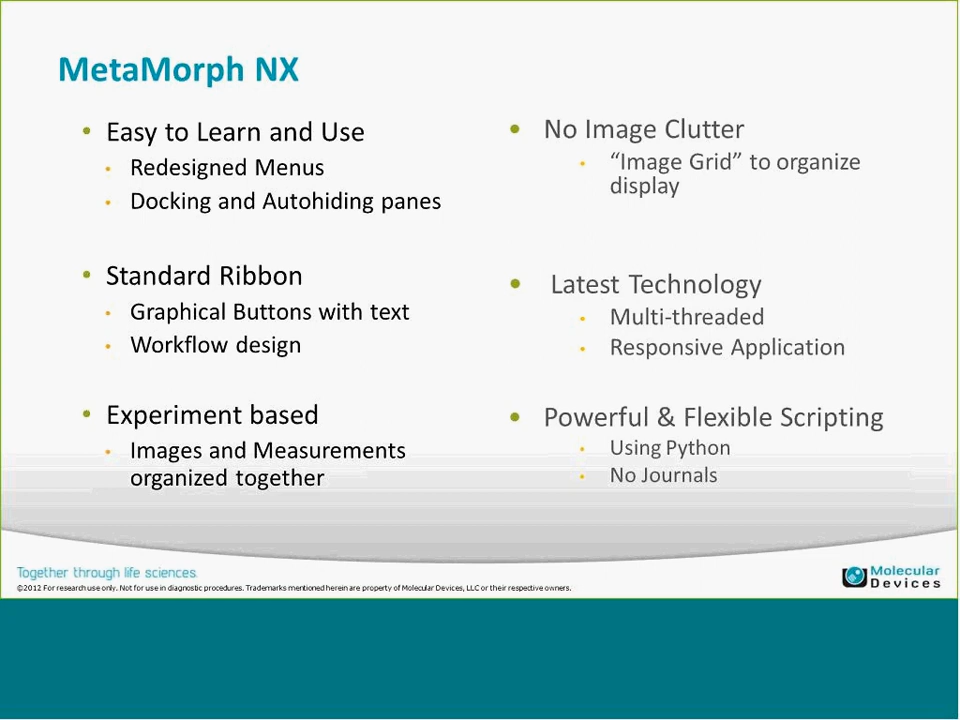 MetaMorph NX
• Easy to Learn and Use
• Redesigned Menus
• Docking and Autohiding panes
• Standard Ribbon
• Graphical Buttons with text
• Workflow design
• Experiment based
• Images and Measurements
organized together
• No Image Clutter
• “Image Grid” to organize
display
• Latest Technology
• Multi-threaded
• Responsive Application
• Powerful & Flexible Scripting
• Using Python
• No Journals
Together through life sciences.
©2012 For research use only. Not for use in diagnostic procedures. Trademarks mentioned herein are property of Molecular Devices, LLC or their respective owners.
Molecular
Devices